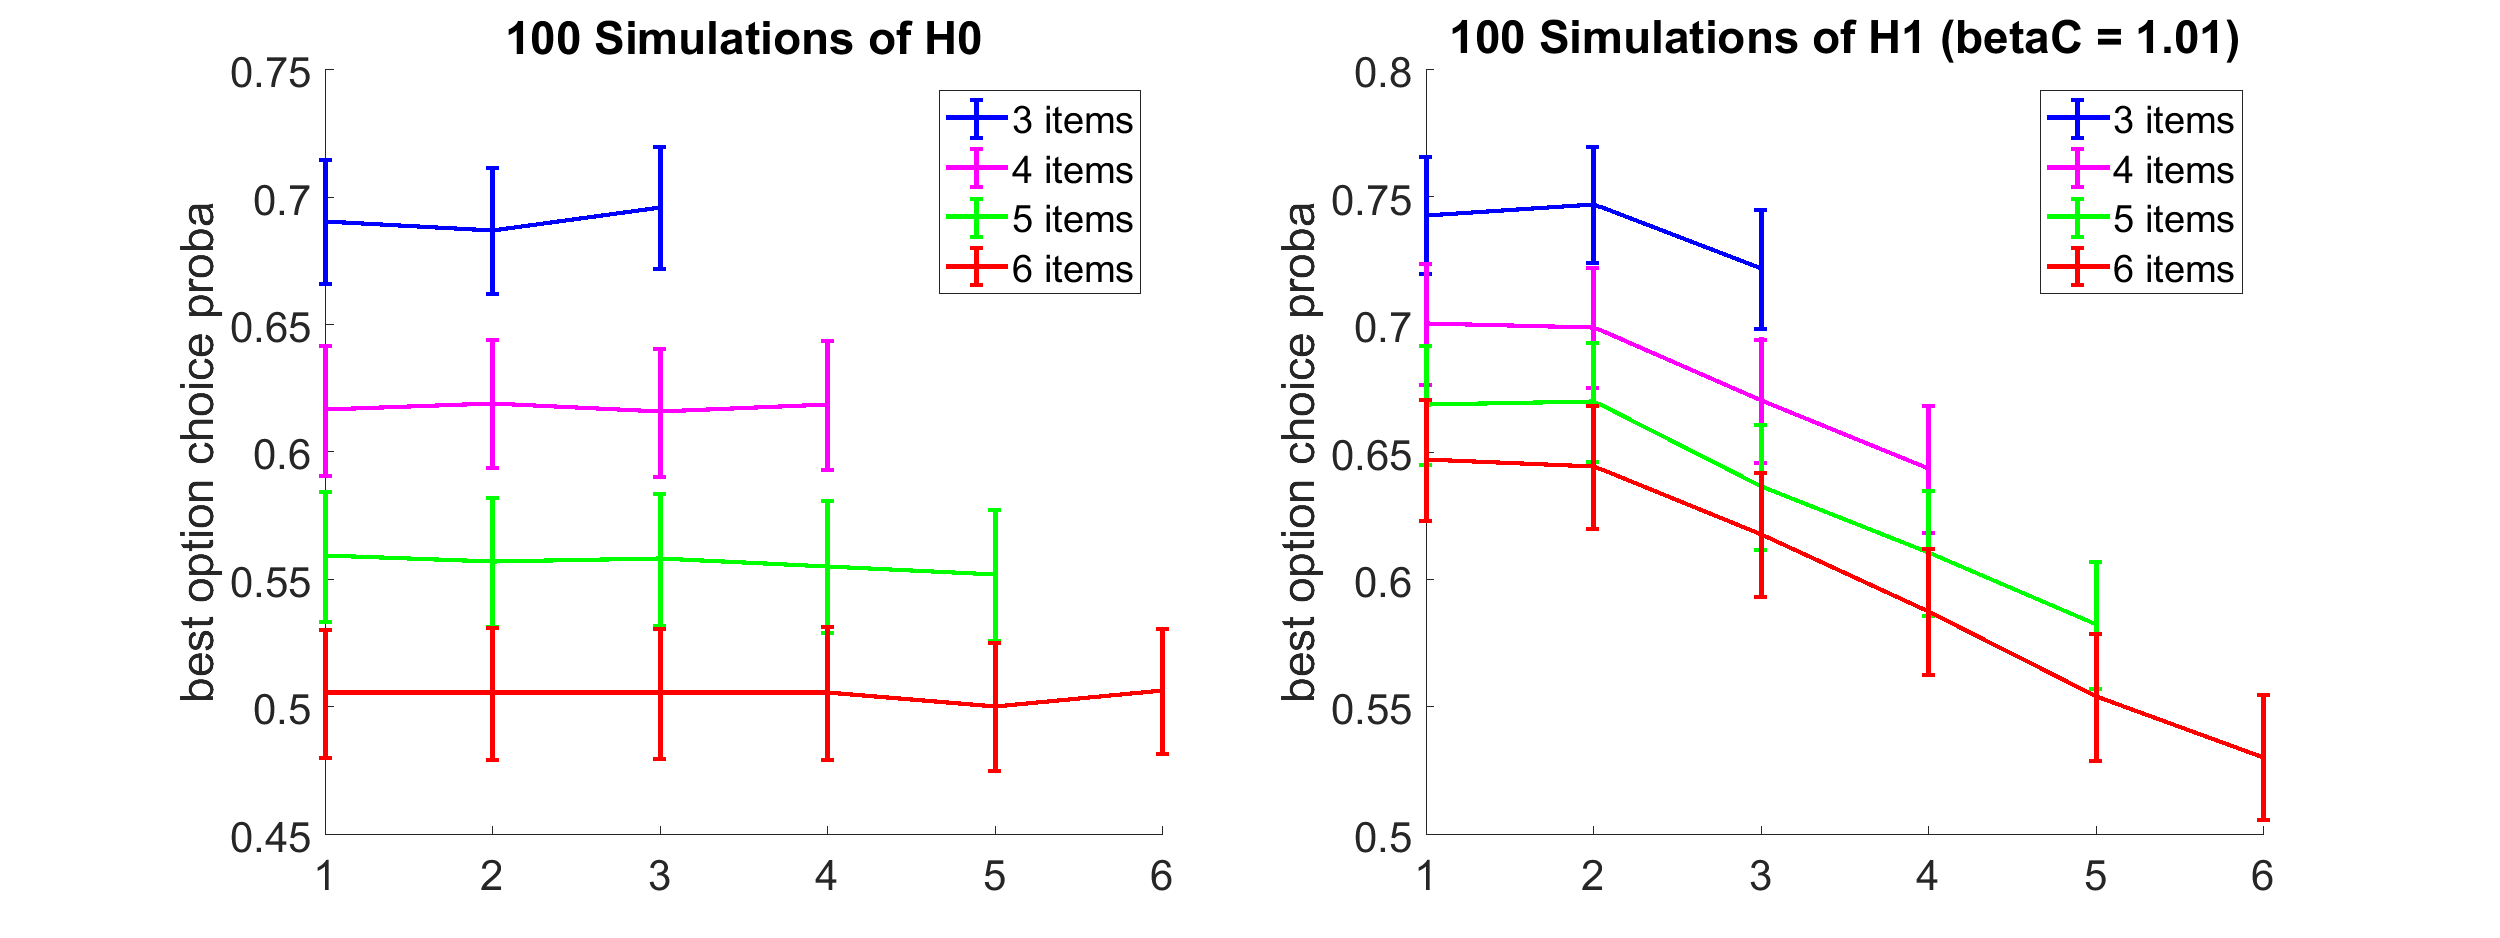 100 Simulations of H0
best option choice proba
0.75
0.7
0.65
0.6
0.55
0.5
0.45
1 2 3 4 5 6
3 items
4 items
5 items
6 items
100 Simulations of H1 (betaC = 1.01)
best option choice proba
0.8
0.75
0.7
0.65
0.6
0.55
0.5
1 2 3 4 5 6
3 items
4 items
5 items
6 items